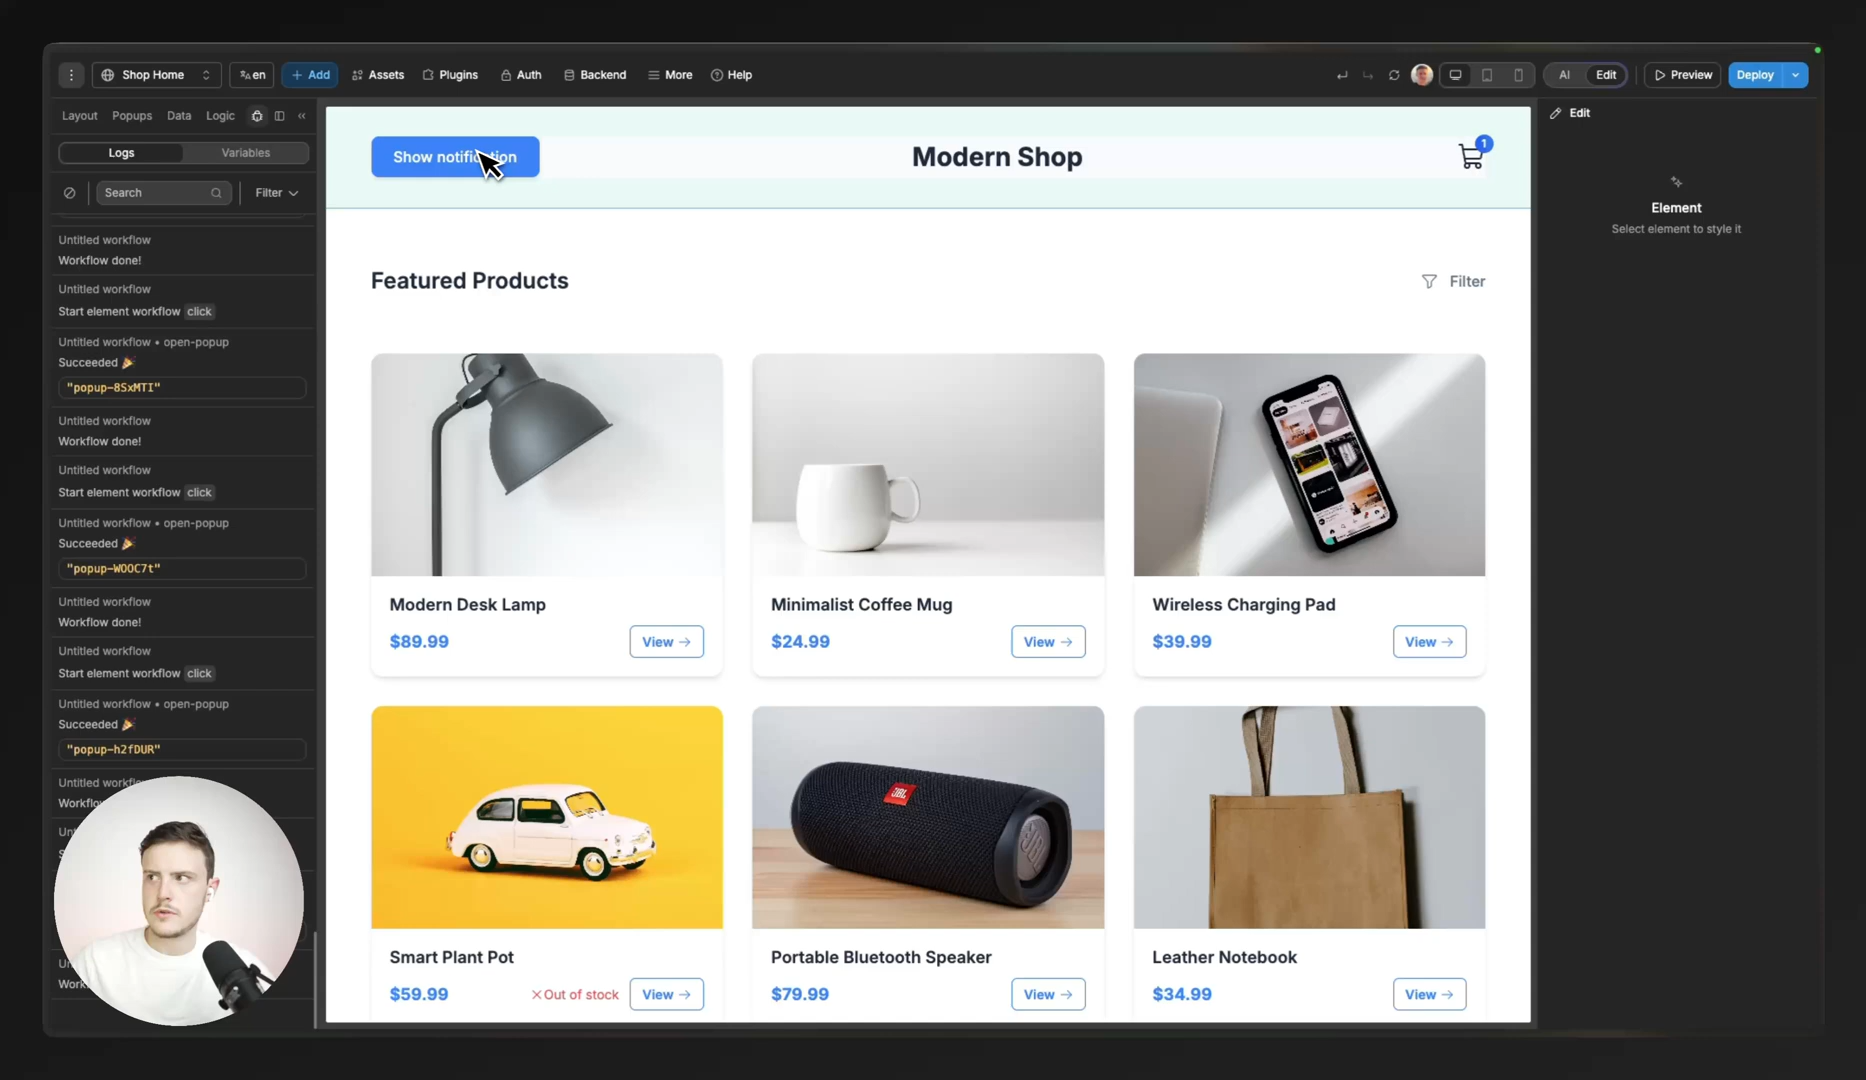 Shop Home
en
+ Add
Assets
Plugins
Auth
Backend
More
Help
AI
Edit
Preview
Deploy
Layout
Popups
Data
Logic
Logs
Variables
Search
Filter
Untitled workflow
Workflow done!
Untitled workflow
Start element workflow click
Untitled workflow • open-popup
Succeeded 🎉
"popup-8SxMTI"
Untitled workflow
Workflow done!
Untitled workflow
Start element workflow click
Untitled workflow • open-popup
Succeeded 🎉
"popup-WOOC7t"
Untitled workflow
Workflow done!
Untitled workflow
Start element workflow click
Untitled workflow • open-popup
Succeeded 🎉
"popup-h2fDUR"
Show notification
Modern Shop
1
Featured Products
Filter
Modern Desk Lamp
$89.99
View →
Minimalist Coffee Mug
$24.99
View →
Wireless Charging Pad
$39.99
View →
JBL
Smart Plant Pot
$59.99
Out of stock
View →
Portable Bluetooth Speaker
$79.99
View →
Leather Notebook
$34.99
View →
Edit
Element
Select element to style it